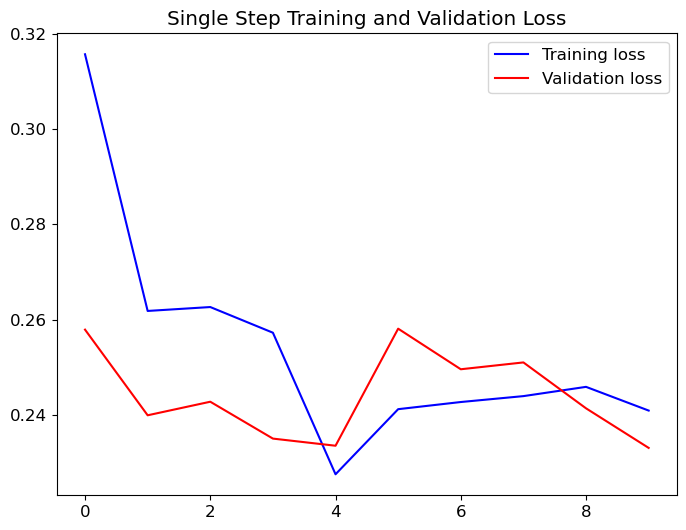 Single Step Training and Validation Loss
0.32
0.30
0.28
0.26
0.24
Training loss
Validation loss
0 2 4 6 8